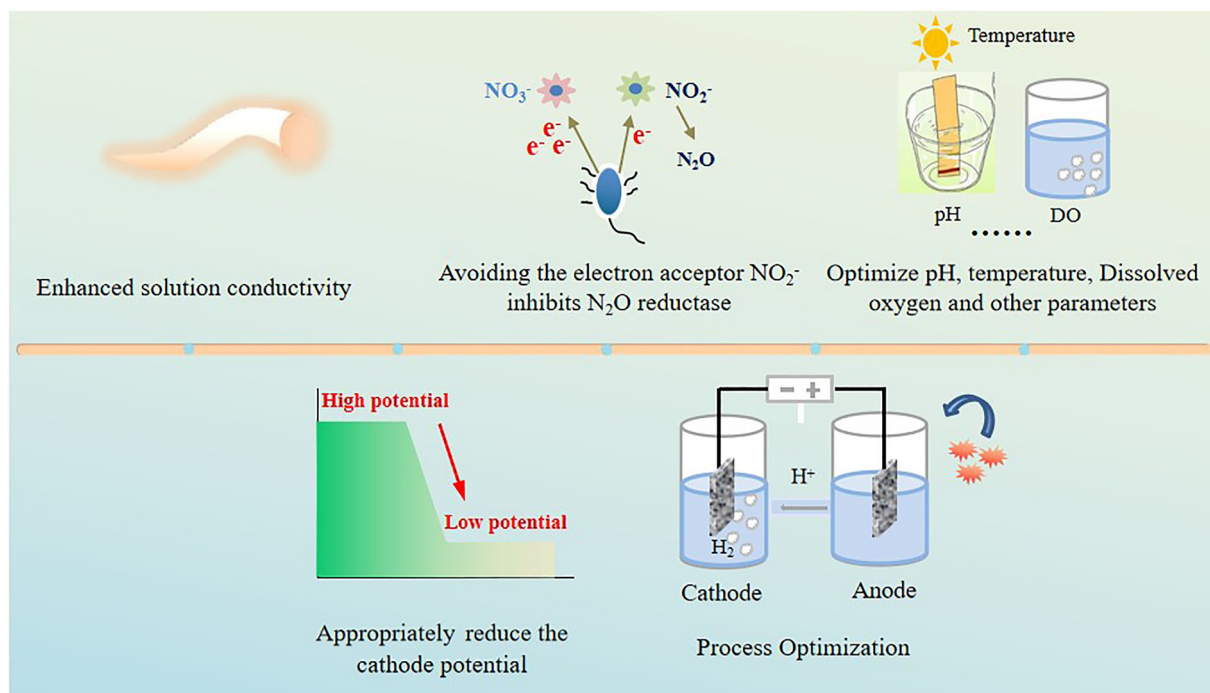 Temperature
NO₃⁻
NO₂⁻
e⁻
e⁻ e⁻
e⁻
N₂O
pH
DO
......
Enhanced solution conductivity
Avoiding the electron acceptor NO₂⁻
inhibits N₂O reductase
Optimize pH, temperature, Dissolved
oxygen and other parameters
High potential
Low potential
Appropriately reduce the
cathode potential
− +
H⁺
H₂
Cathode
Anode
Process Optimization